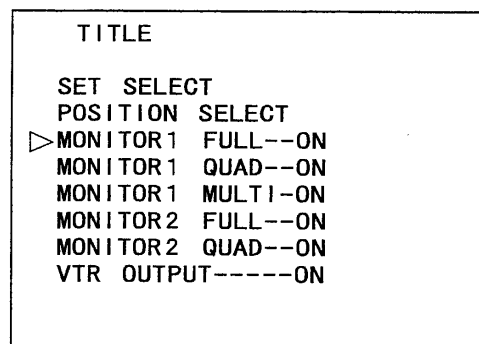 TITLE
SET SELECT
POSITION SELECT
▷MONITOR1 FULL--ON
MONITOR1 QUAD--ON
MONITOR1 MULTI-ON
MONITOR2 FULL--ON
MONITOR2 QUAD--ON
VTR OUTPUT-----ON